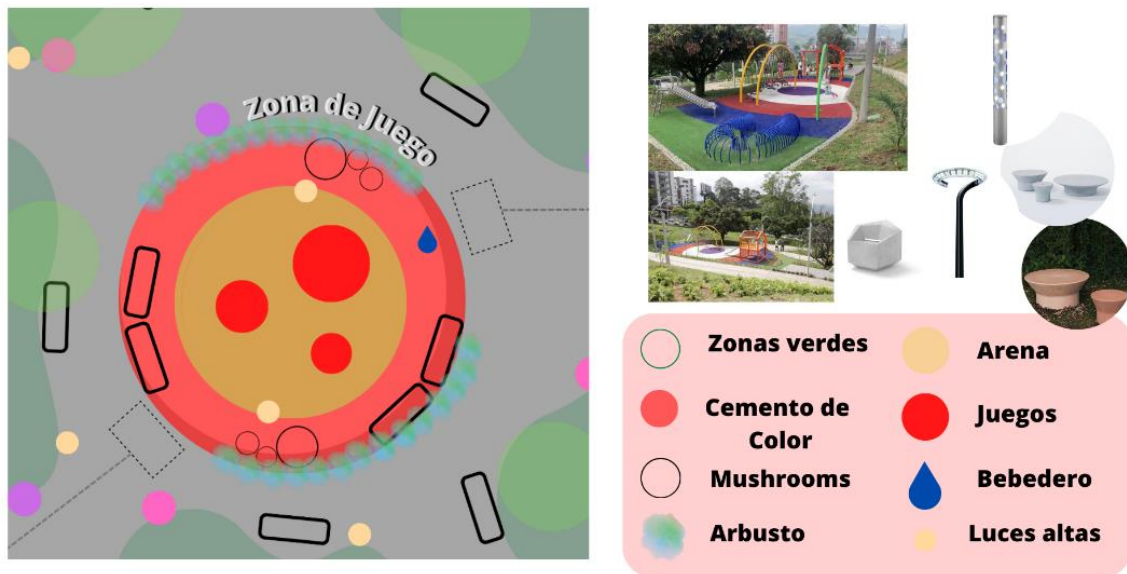 Zona de Juego
Zonas verdes
Arena
Cemento de
Color
Juegos
Mushrooms
Bebedero
Arbusto
Luces altas